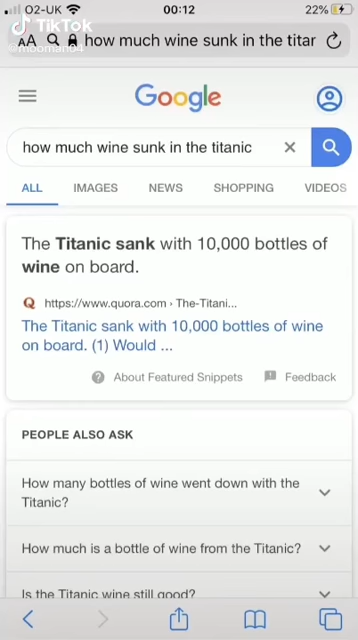 O2-UK 00:12 22%
TikTok
AA how much wine sunk in the titar
@mooman04
Google
how much wine sunk in the titanic
ALL IMAGES NEWS SHOPPING VIDEOS
The Titanic sank with 10,000 bottles of
wine on board.
Q https://www.quora.com › The-Titani...
The Titanic sank with 10,000 bottles of wine
on board. (1) Would ...
About Featured Snippets Feedback
PEOPLE ALSO ASK
How many bottles of wine went down with the
Titanic?
How much is a bottle of wine from the Titanic?
Is the Titanic wine still good?